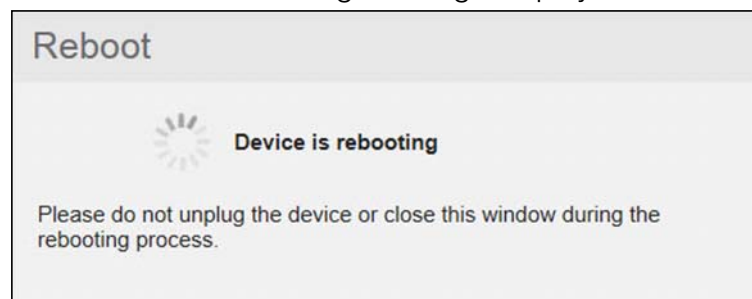 Reboot
Device is rebooting
Please do not unplug the device or close this window during the
rebooting process.